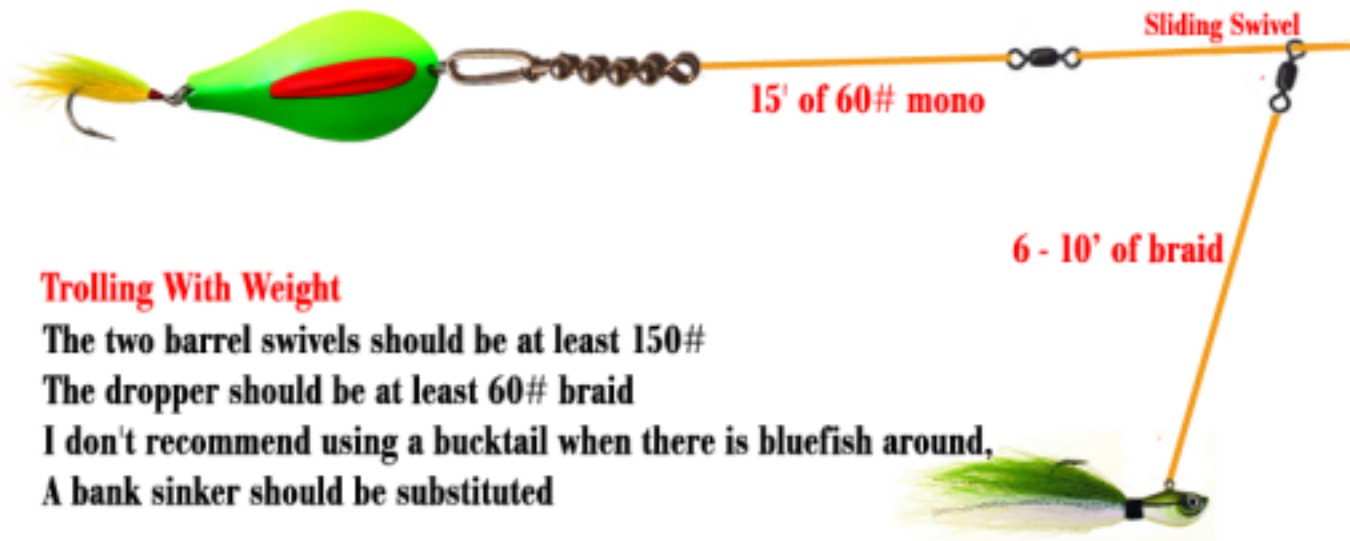 Sliding Swivel
15' of 60# mono
6 - 10’ of braid
Trolling With Weight
The two barrel swivels should be at least 150#
The dropper should be at least 60# braid
I don't recommend using a bucktail when there is bluefish around,
A bank sinker should be substituted